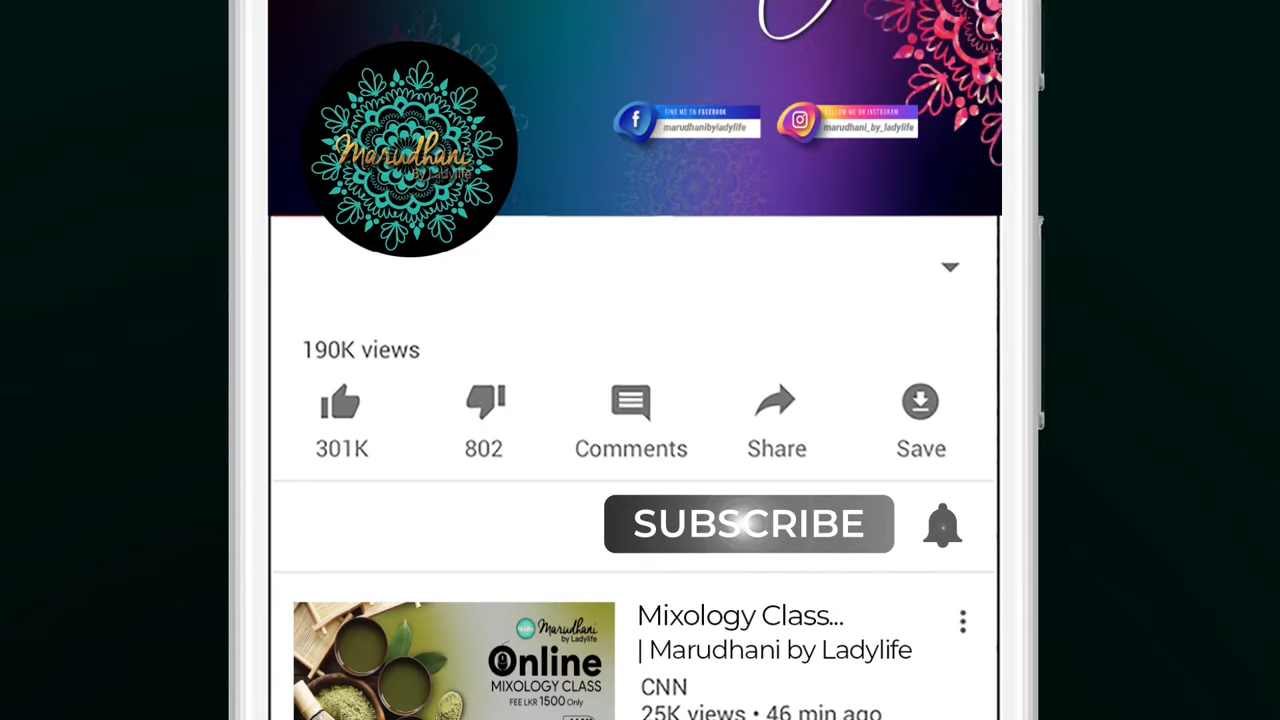 FIND ME ON FACEBOOK
marudhanibyladylife
FOLLOW ME ON INSTAGRAM
marudhani_by_ladylife
Marudhani
By Ladylife
190K views
301K
802
Comments
Share
Save
SUBSCRIBE
Marudhani
by Ladylife
Online
MIXOLOGY CLASS
FEE LKR 1500 Only
Mixology Class...
| Marudhani by Ladylife
CNN
25K views • 46 min ago